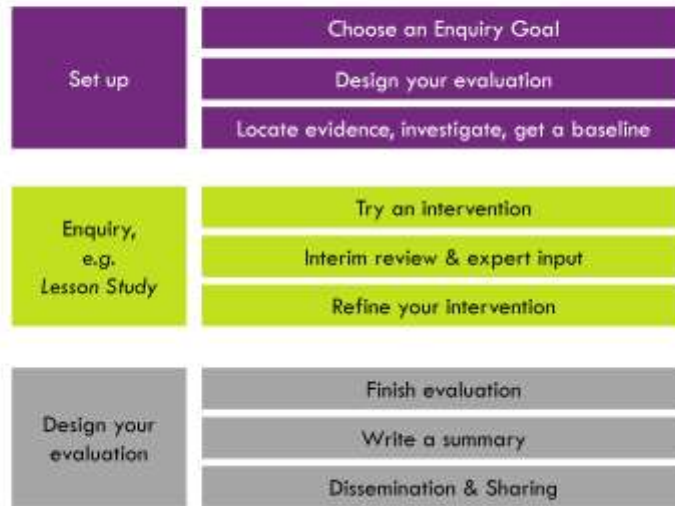 Set up
Choose an Enquiry Goal
Design your evaluation
Locate evidence, investigate, get a baseline
Enquiry,
e.g.
Lesson Study
Try an intervention
Interim review & expert input
Refine your intervention
Design your
evaluation
Finish evaluation
Write a summary
Dissemination & Sharing